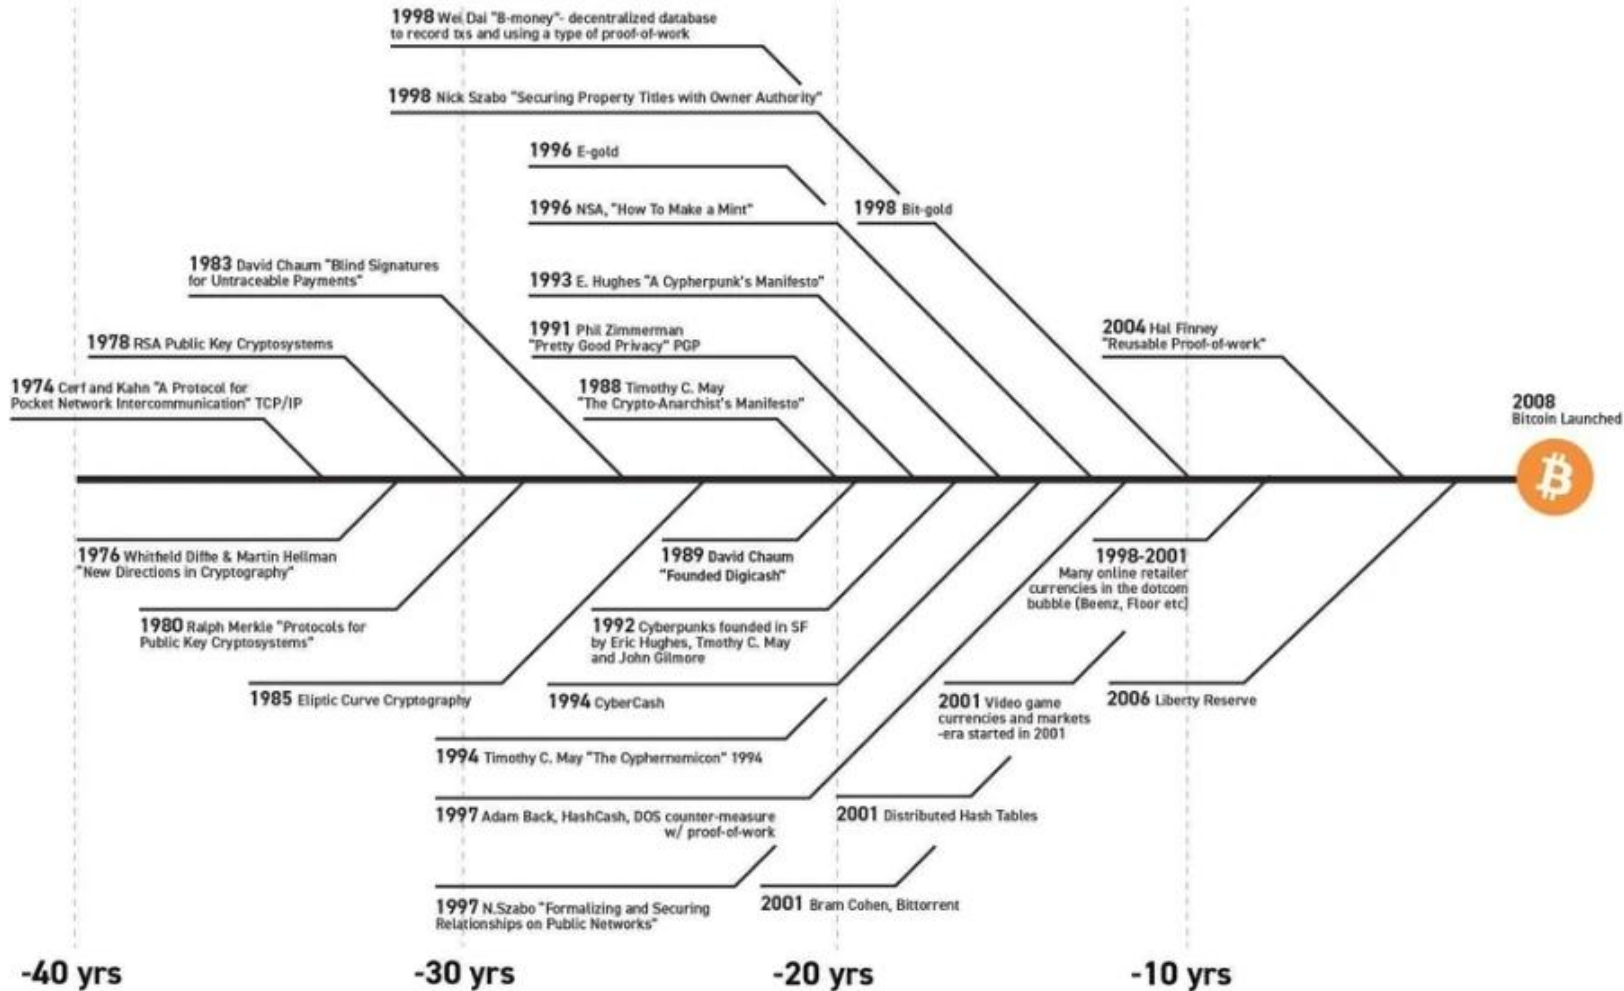 1998 Wei Dai "B-money"- decentralized database
to record txs and using a type of proof-of-work
1998 Nick Szabo "Securing Property Titles with Owner Authority"
1996 E-gold
1996 NSA, "How To Make a Mint"
1998 Bit-gold
1983 David Chaum "Blind Signatures
for Untraceable Payments"
1993 E. Hughes "A Cypherpunk's Manifesto"
1991 Phil Zimmerman
"Pretty Good Privacy" PGP
2004 Hal Finney
"Reusable Proof-of-work"
1978 RSA Public Key Cryptosystems
1974 Cerf and Kahn "A Protocol for
Pocket Network Intercommunication" TCP/IP
1988 Timothy C. May
"The Crypto-Anarchist's Manifesto"
2008
Bitcoin Launched
1976 Whitfield Diffie & Martin Hellman
"New Directions in Cryptography"
1989 David Chaum
"Founded Digicash"
1998-2001
Many online retailer
currencies in the dotcom
bubble (Beenz, Floor etc)
1980 Ralph Merkle "Protocols for
Public Key Cryptosystems"
1992 Cyberpunks founded in SF
by Eric Hughes, Tmothy C. May
and John Gilmore
1985 Eliptic Curve Cryptography
1994 CyberCash
2001 Video game
currencies and markets
-era started in 2001
2006 Liberty Reserve
1994 Timothy C. May "The Cyphernomicon" 1994
1997 Adam Back, HashCash, DOS counter-measure
w/ proof-of-work
2001 Distributed Hash Tables
1997 N.Szabo "Formalizing and Securing
Relationships on Public Networks"
2001 Bram Cohen, Bittorrent
-40 yrs
-30 yrs
-20 yrs
-10 yrs